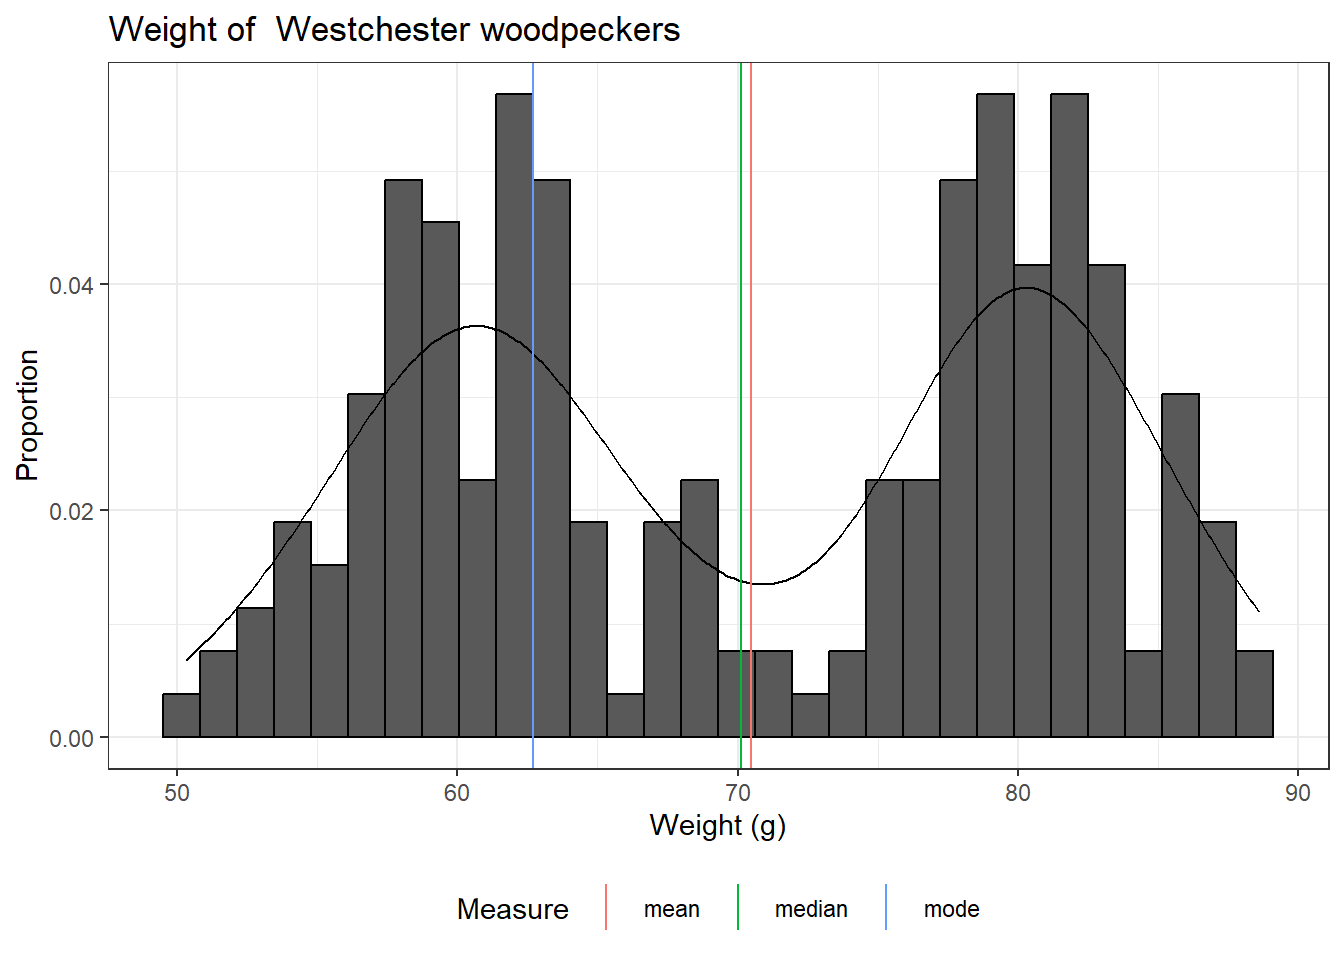 Weight of  Westchester woodpeckers
Proportion
0.04
0.02
0.00
50 60 70 80 90
Weight (g)
Measure mean median mode